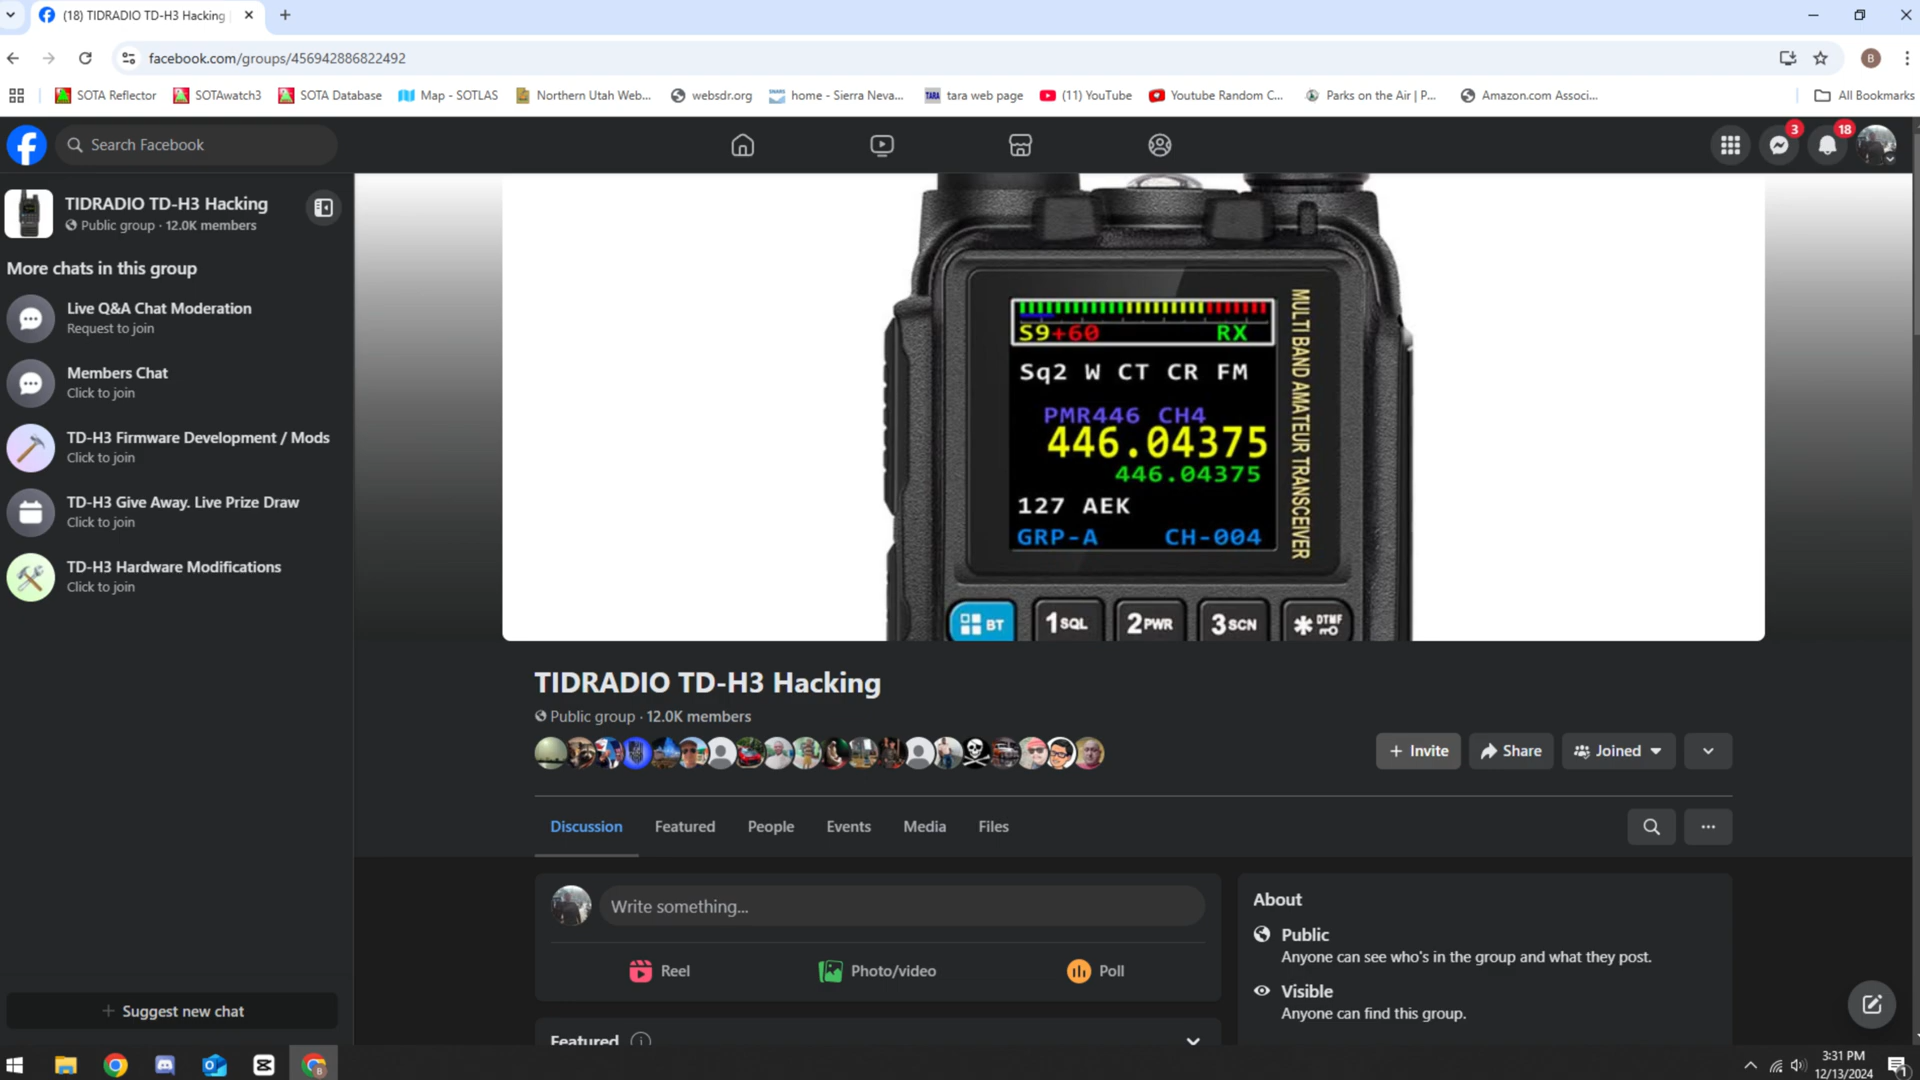 (18) TIDRADIO TD-H3 Hacking
facebook.com/groups/456942886822492
B
SOTA Reflector
SOTAwatch3
SOTA Database
Map - SOTLAS
Northern Utah Web...
websdr.org
home - Sierra Neva...
TARA tara web page
(11) YouTube
Youtube Random C...
Parks on the Air | P...
Amazon.com Associ...
All Bookmarks
Search Facebook
3
18
TIDRADIO TD-H3 Hacking
Public group · 12.0K members
More chats in this group
Live Q&A Chat Moderation
Request to join
Members Chat
Click to join
TD-H3 Firmware Development / Mods
Click to join
TD-H3 Give Away. Live Prize Draw
Click to join
TD-H3 Hardware Modifications
Click to join
Suggest new chat
S9+60 RX
Sq2 W CT CR FM
PMR446 CH4
446.04375
446.04375
127 AEK
GRP-A CH-004
MULTI BAND AMATEUR TRANSCEIVER
BT
1SQL
2PWR
3SCN
* DTMF
TIDRADIO TD-H3 Hacking
Public group · 12.0K members
+ Invite
Share
Joined
Discussion
Featured
People
Events
Media
Files
Write something...
Reel
Photo/video
Poll
Featured
About
Public
Anyone can see who's in the group and what they post.
Visible
Anyone can find this group.
3:31 PM
12/13/2024
1